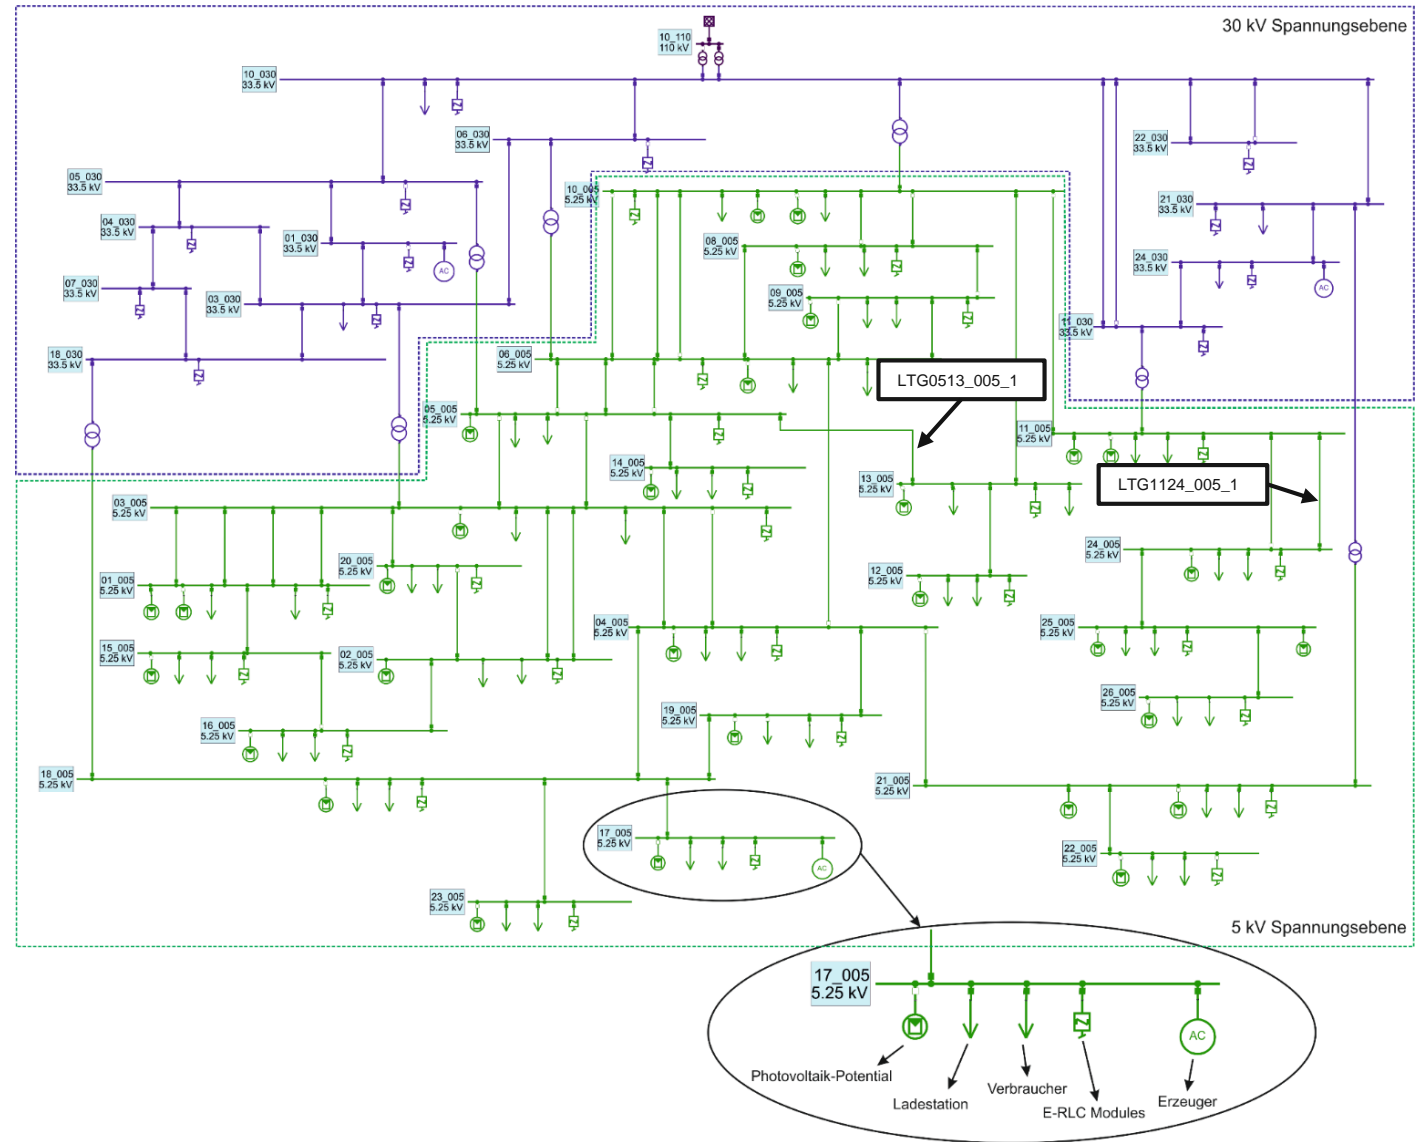 30 kV Spannungsebene
10_110
110 kV
10_030
33.5 kV
06_030
33.5 kV
22_030
33.5 kV
05_030
33.5 kV
10_005
5.25 kV
21_030
33.5 kV
04_030
33.5 kV
01_030
33.5 kV
08_005
5.25 kV
24_030
33.5 kV
AC
AC
07_030
33.5 kV
03_030
33.5 kV
09_005
5.25 kV
11_030
33.5 kV
18_030
33.5 kV
06_005
5.25 kV
LTG0513_005_1
05_005
5.25 kV
11_005
5.25 kV
14_005
5.25 kV
13_005
5.25 kV
LTG1124_005_1
03_005
5.25 kV
24_005
5.25 kV
20_005
5.25 kV
01_005
5.25 kV
12_005
5.25 kV
04_005
5.25 kV
25_005
5.25 kV
15_005
5.25 kV
02_005
5.25 kV
26_005
5.25 kV
16_005
5.25 kV
19_005
5.25 kV
18_005
5.25 kV
21_005
5.25 kV
17_005
5.25 kV
AC
22_005
5.25 kV
23_005
5.25 kV
5 kV Spannungsebene
17_005
5.25 kV
Z
AC
Photovoltaik-Potential
Ladestation
Verbraucher
E-RLC Modules
Erzeuger